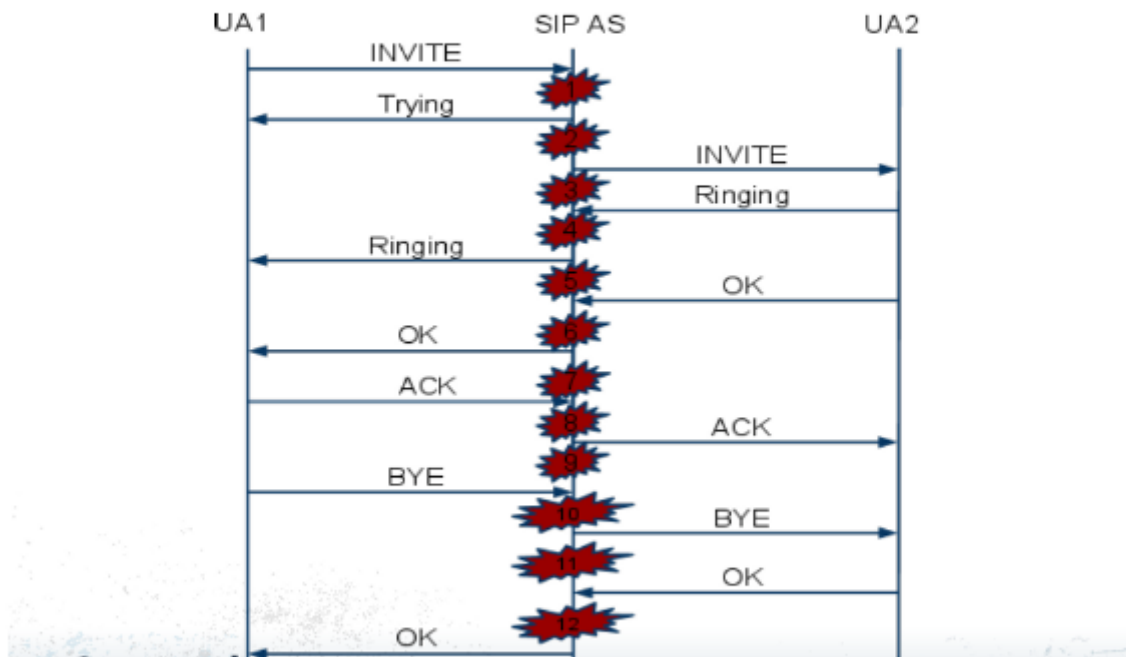 UA1 SIP AS UA2
INVITE
1
Trying
2
INVITE
3
Ringing
4
Ringing
5
OK
6
OK
7
ACK
8
ACK
9
BYE
10
BYE
11
OK
12
OK